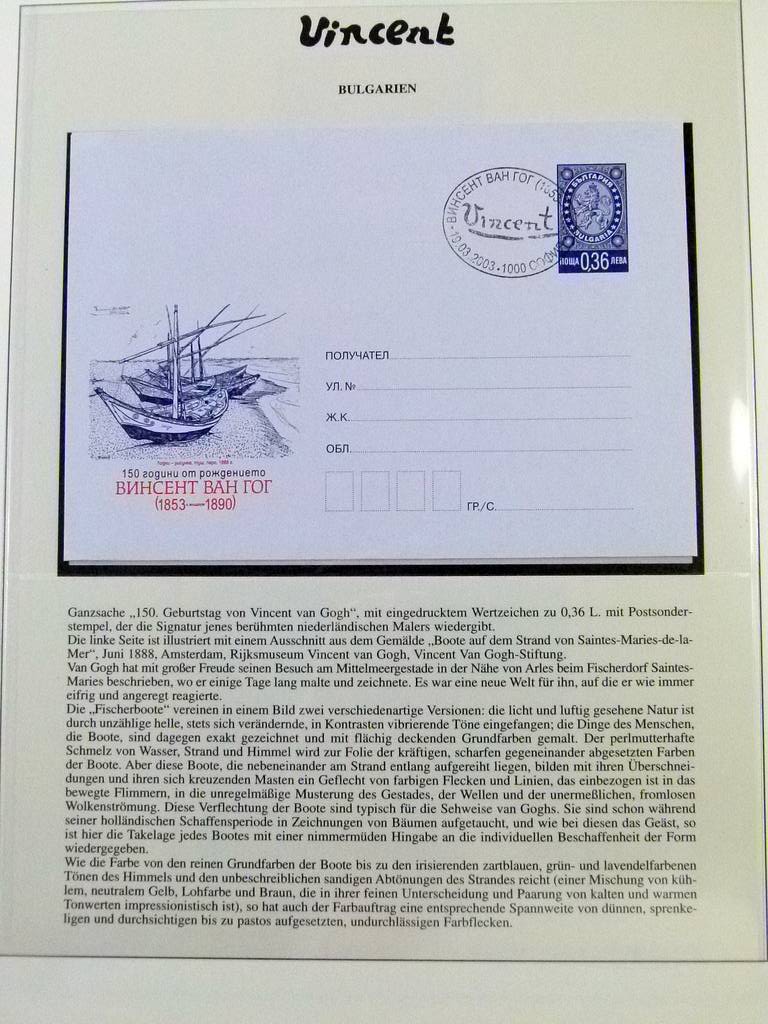 Vincent
BULGARIEN
ВИНСЕНТ ВАН ГОГ (1853
Vincent
19.03.2003 · 1000 СОФИЯ
БЪЛГАРИЯ
BULGARIA
ПОЩА 0,36 ЛЕВА
ПОЛУЧАТЕЛ
УЛ. №
Ж.К.
ОБЛ.
ГР./С.
150 години от рождението
ВИНСЕНТ ВАН ГОГ
(1853-1890)
Ganzsache „150. Geburtstag von Vincent van Gogh“, mit eingedrucktem Wertzeichen zu 0,36 L. mit Postsonder-
stempel, der die Signatur jenes berühmten niederländischen Malers wiedergibt.
Die linke Seite ist illustriert mit einem Ausschnitt aus dem Gemälde „Boote auf dem Strand von Saintes-Maries-de-la-
Mer“, Juni 1888, Amsterdam, Rijksmuseum Vincent van Gogh, Vincent Van Gogh-Stiftung.
Van Gogh hat mit großer Freude seinen Besuch am Mittelmeergestade in der Nähe von Arles beim Fischerdorf Saintes-
Maries beschrieben, wo er einige Tage lang malte und zeichnete. Es war eine neue Welt für ihn, auf die er wie immer
eifrig und angeregt reagierte.
Die „Fischerboote“ vereinen in einem Bild zwei verschiedenartige Versionen: die licht und luftig gesehene Natur ist
durch unzählige helle, stets sich verändernde, in Kontrasten vibrierende Töne eingefangen; die Dinge des Menschen,
die Boote, sind dagegen exakt gezeichnet und mit flächig deckenden Grundfarben gemalt. Der perlmutterhafte
Schmelz von Wasser, Strand und Himmel wird zur Folie der kräftigen, scharfen gegeneinander abgesetzten Farben
der Boote. Aber diese Boote, die nebeneinander am Strand entlang aufgereiht liegen, bilden mit ihren Überschnei-
dungen und ihren sich kreuzenden Masten ein Geflecht von farbigen Flecken und Linien, das einbezogen ist in das
bewegte Flimmern, in die unregelmäßige Musterung des Gestades, der Wellen und der unermeßlichen, fromlosen
Wolkenströmung. Diese Verflechtung der Boote sind typisch für die Sehweise van Goghs. Sie sind schon während
seiner holländischen Schaffensperiode in Zeichnungen von Bäumen aufgetaucht, und wie bei diesen das Geäst, so
ist hier die Takelage jedes Bootes mit einer nimmermüden Hingabe an die individuellen Beschaffenheit der Form
wiedergegeben.
Wie die Farbe von den reinen Grundfarben der Boote bis zu den irisierenden zartblauen, grün- und lavendelfarbenen
Tönen des Himmels und den unbeschreiblichen sandigen Abtönungen des Strandes reicht (einer Mischung von küh-
lem, neutralem Gelb, Lohfarbe und Braun, die in ihrer feinen Unterscheidung und Paarung von kalten und warmen
Tonwerten impressionistisch ist), so hat auch der Farbauftrag eine entsprechende Spannweite von dünnen, sprenke-
ligen und durchsichtigen bis zu pastos aufgesetzten, undurchlässigen Farbflecken.